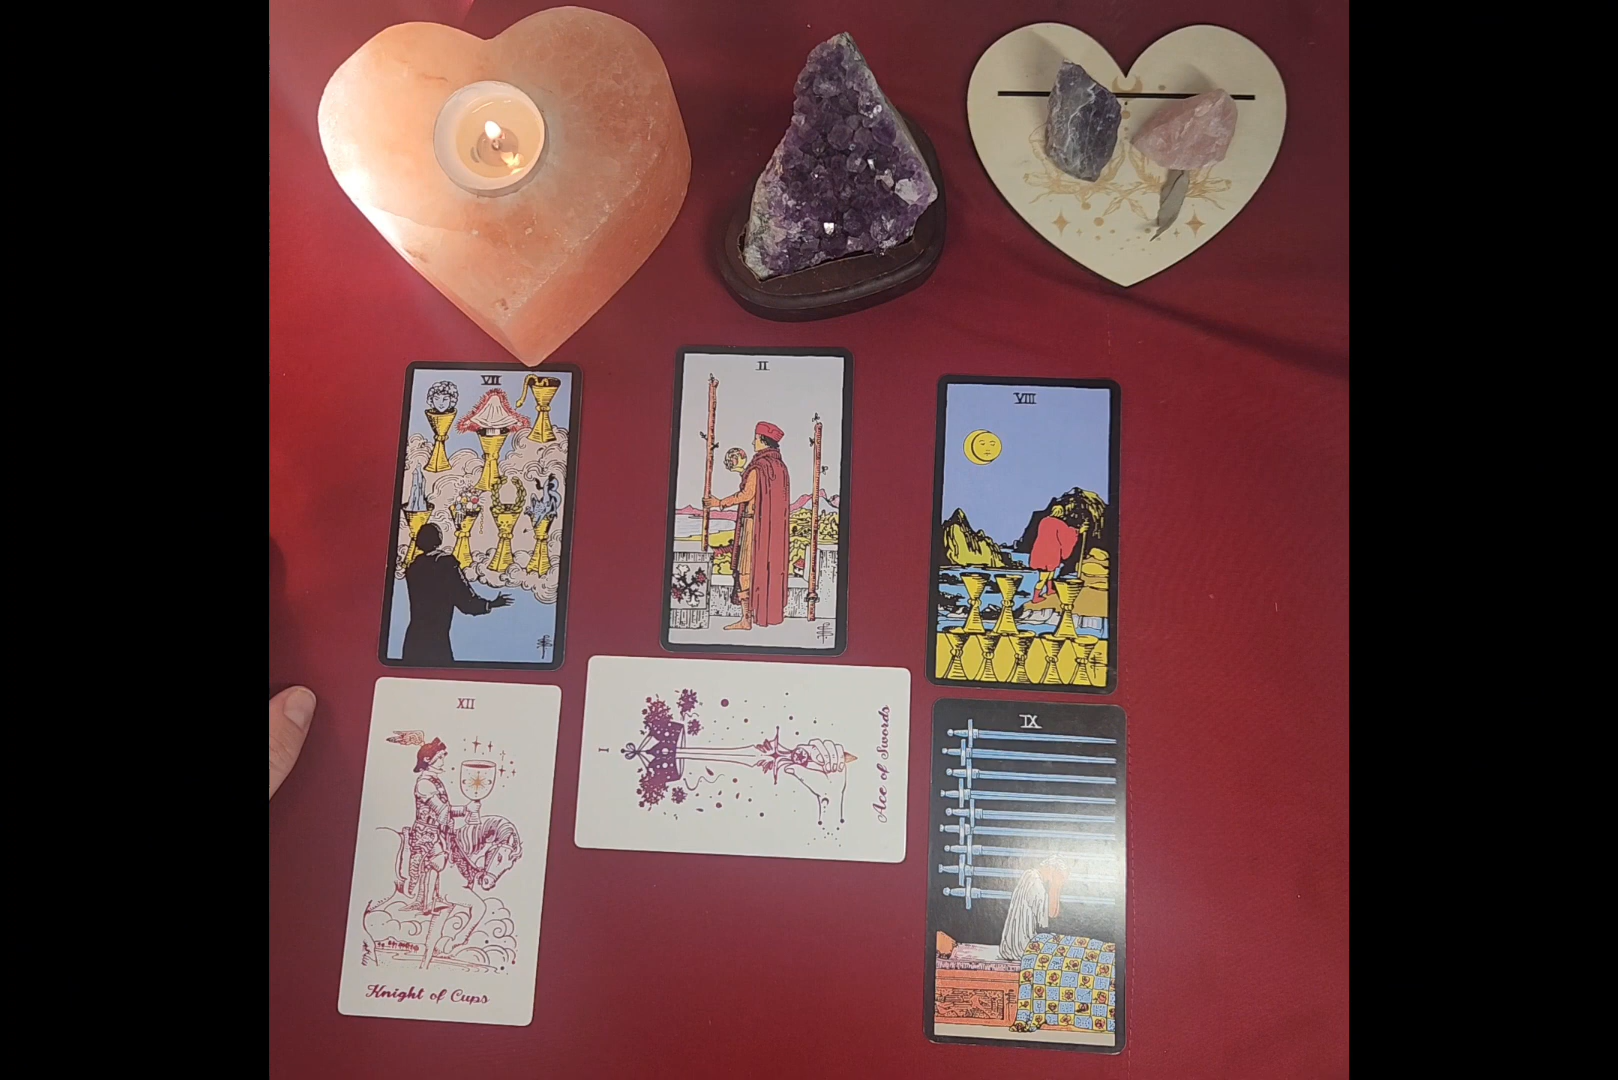 VII
II
VIII
XII
Knight of Cups
I
Ace of Swords
IX